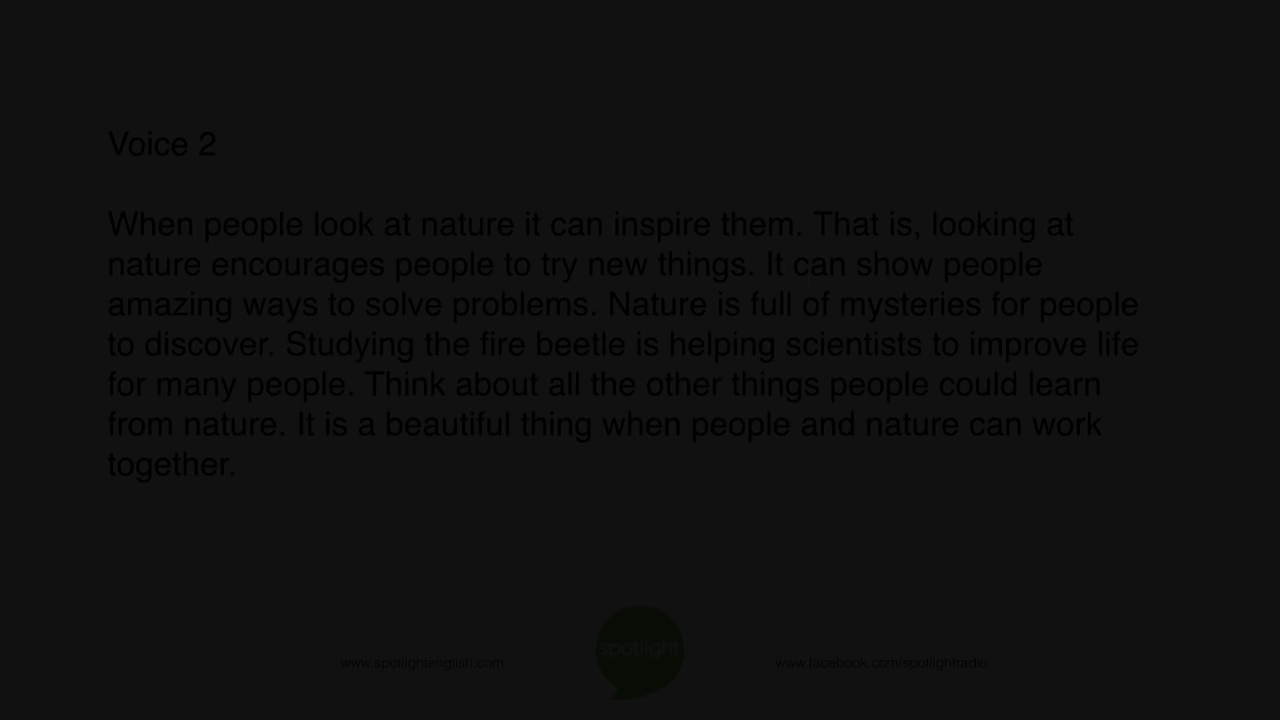 Voice 2
When people look at nature it can inspire them. That is, looking at
nature encourages people to try new things. It can show people
amazing ways to solve problems. Nature is full of mysteries for people
to discover. Studying the fire beetle is helping scientists to improve life
for many people. Think about all the other things people could learn
from nature. It is a beautiful thing when people and nature can work
together.
spotlight
www.spotlightenglish.com
www.facebook.com/spotlightradio